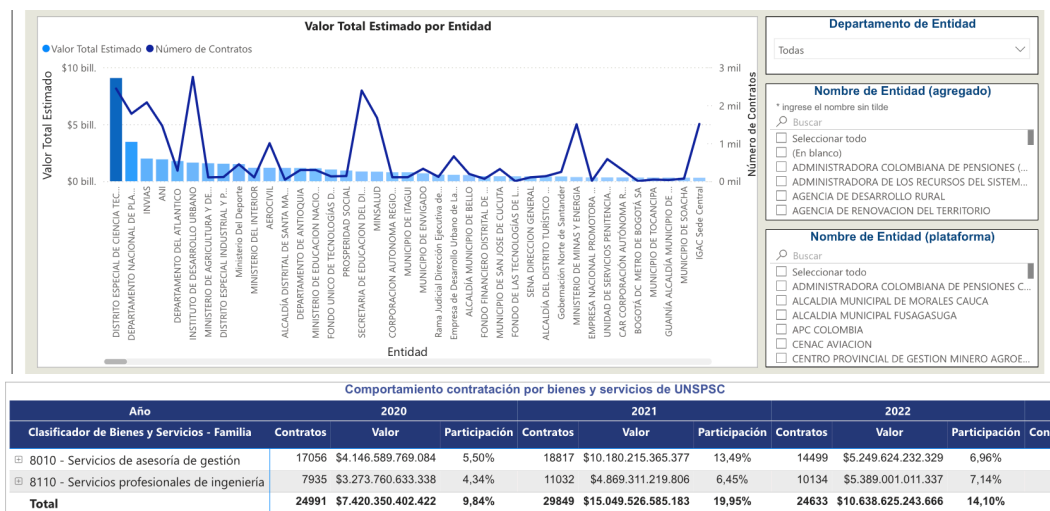 Valor Total Estimado por Entidad
Valor Total Estimado Número de Contratos
Valor Total Estimado
$10 bill.
$5 bill.
$0 bill.
3 mil
2 mil
1 mil
0 mil
Número de Contratos
DISTRITO ESPECIAL DE CIENCIA TEC...
DEPARTAMENTO NACIONAL DE PLA...
INVIAS
ANI
DEPARTAMENTO DEL ATLANTICO
INSTITUTO DE DESARROLLO URBANO
MINISTERIO DE AGRICULTURA Y DE...
DISTRITO ESPECIAL INDUSTRIAL Y P...
Ministerio Del Deporte
MINISTERIO DEL INTERIOR
AEROCIVIL
ALCALDÍA DISTRITAL DE SANTA MA...
DEPARTAMENTO DE ANTIOQUIA
MINISTERIO DE EDUCACION NACIO...
FONDO UNICO DE TECNOLOGÍAS D...
PROSPERIDAD SOCIAL
SECRETARIA DE EDUCACION DEL DI...
MINSALUD
CORPORACION AUTONOMA REGIO...
MUNICIPIO DE ITAGUI
MUNICIPIO DE ENVIGADO
Rama Judicial Dirección Ejecutiva de...
Empresa de Desarrollo Urbano de La...
ALCALDIA MUNICIPIO DE BELLO
FONDO FINANCIERO DISTRITAL DE ...
MUNICIPIO DE SAN JOSE DE CUCUTA
FONDO DE LAS TECNOLOGÍAS DE L...
SENA DIRECCION GENERAL
ALCALDÍA DEL DISTRITO TURÍSTICO ...
Gobernación Norte de Santander
MINISTERIO DE MINAS Y ENERGIA
EMPRESA NACIONAL PROMOTORA ...
UNIDAD DE SERVICIOS PENITENCIA...
CAR CORPORACIÓN AUTÓNOMA R...
BOGOTÁ DC. METRO DE BOGOTÁ SA
MUNICIPIO DE TOCANCIPA
GUAINÍA ALCALDÍA MUNICIPIO DE ...
MUNICIPIO DE SOACHA
IGAC Sede Central
Entidad
Departamento de Entidad
Todas
Nombre de Entidad (agregado)
* ingrese el nombre sin tilde
Buscar
Seleccionar todo
(En blanco)
ADMINISTRADORA COLOMBIANA DE PENSIONES (...
ADMINISTRADORA DE LOS RECURSOS DEL SISTEM...
AGENCIA DE DESARROLLO RURAL
AGENCIA DE RENOVACION DEL TERRITORIO
Nombre de Entidad (plataforma)
Buscar
Seleccionar todo
ADMINISTRADORA COLOMBIANA DE PENSIONES C...
ALCALDIA MUNICIPAL DE MORALES CAUCA
ALCALDIA MUNICIPAL FUSAGASUGA
APC COLOMBIA
CENAC AVIACION
CENTRO PROVINCIAL DE GESTION MINERO AGROE...
Comportamiento contratación por bienes y servicios de UNSPSC
Año 2020 2021 2022
Clasificador de Bienes y Servicios - Familia Contratos Valor Participación Contratos Valor Participación Contratos Valor Participación Con
8010 - Servicios de asesoría de gestión 17056 $4.146.589.769.084 5,50% 18817 $10.180.215.365.377 13,49% 14499 $5.249.624.232.329 6,96%
8110 - Servicios profesionales de ingeniería 7935 $3.273.760.633.338 4,34% 11032 $4.869.311.219.806 6,45% 10134 $5.389.001.011.337 7,14%
Total 24991 $7.420.350.402.422 9,84% 29849 $15.049.526.585.183 19,95% 24633 $10.638.625.243.666 14,10%